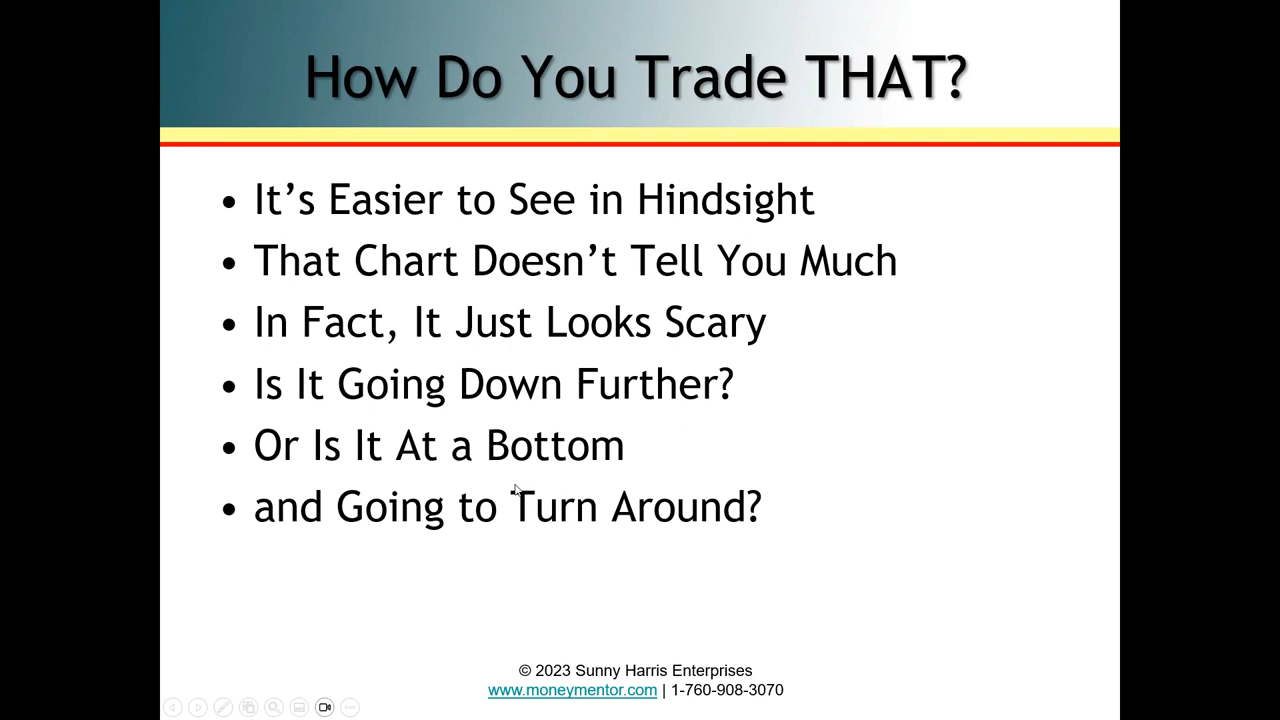 How Do You Trade THAT?
• It’s Easier to See in Hindsight
• That Chart Doesn’t Tell You Much
• In Fact, It Just Looks Scary
• Is It Going Down Further?
• Or Is It At a Bottom
• and Going to Turn Around?
© 2023 Sunny Harris Enterprises
www.moneymentor.com | 1-760-908-3070